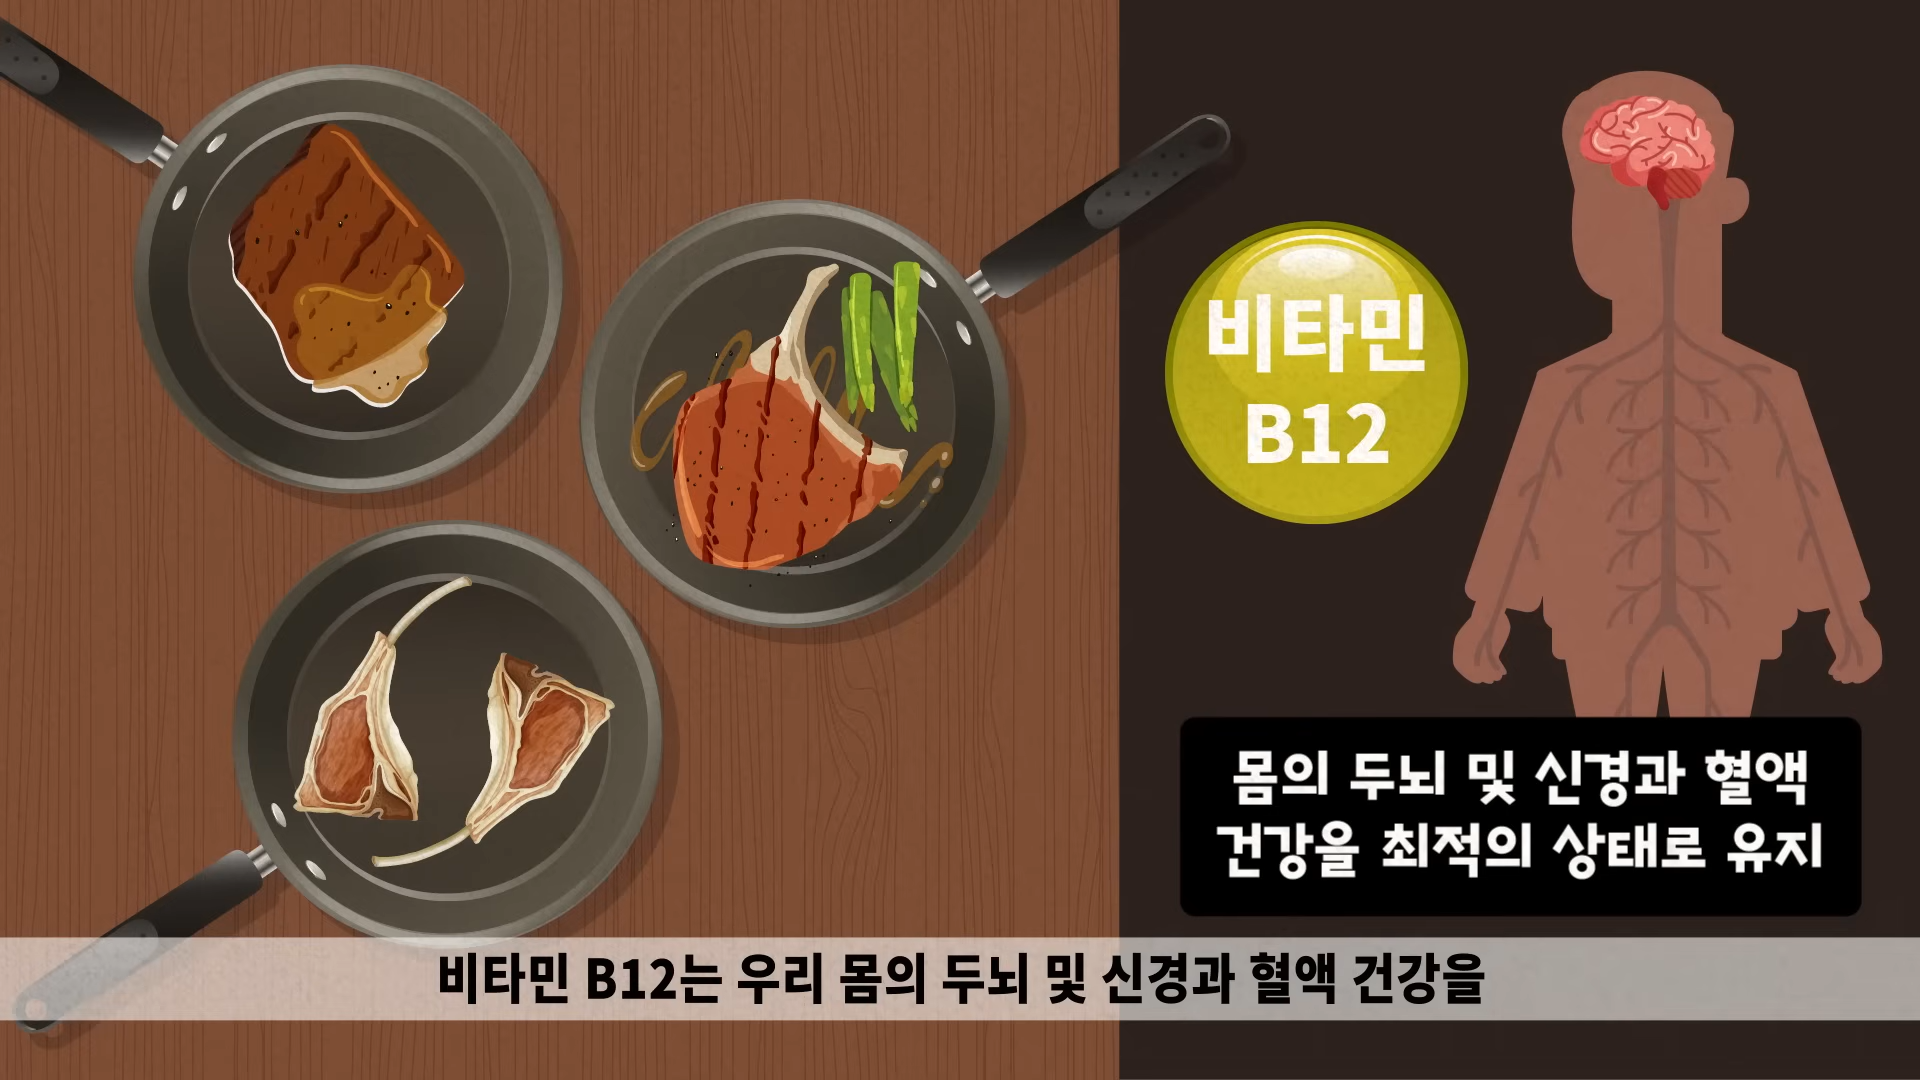 비타민
B12
몸의 두뇌 및 신경과 혈액
건강을 최적의 상태로 유지
비타민 B12는 우리 몸의 두뇌 및 신경과 혈액 건강을